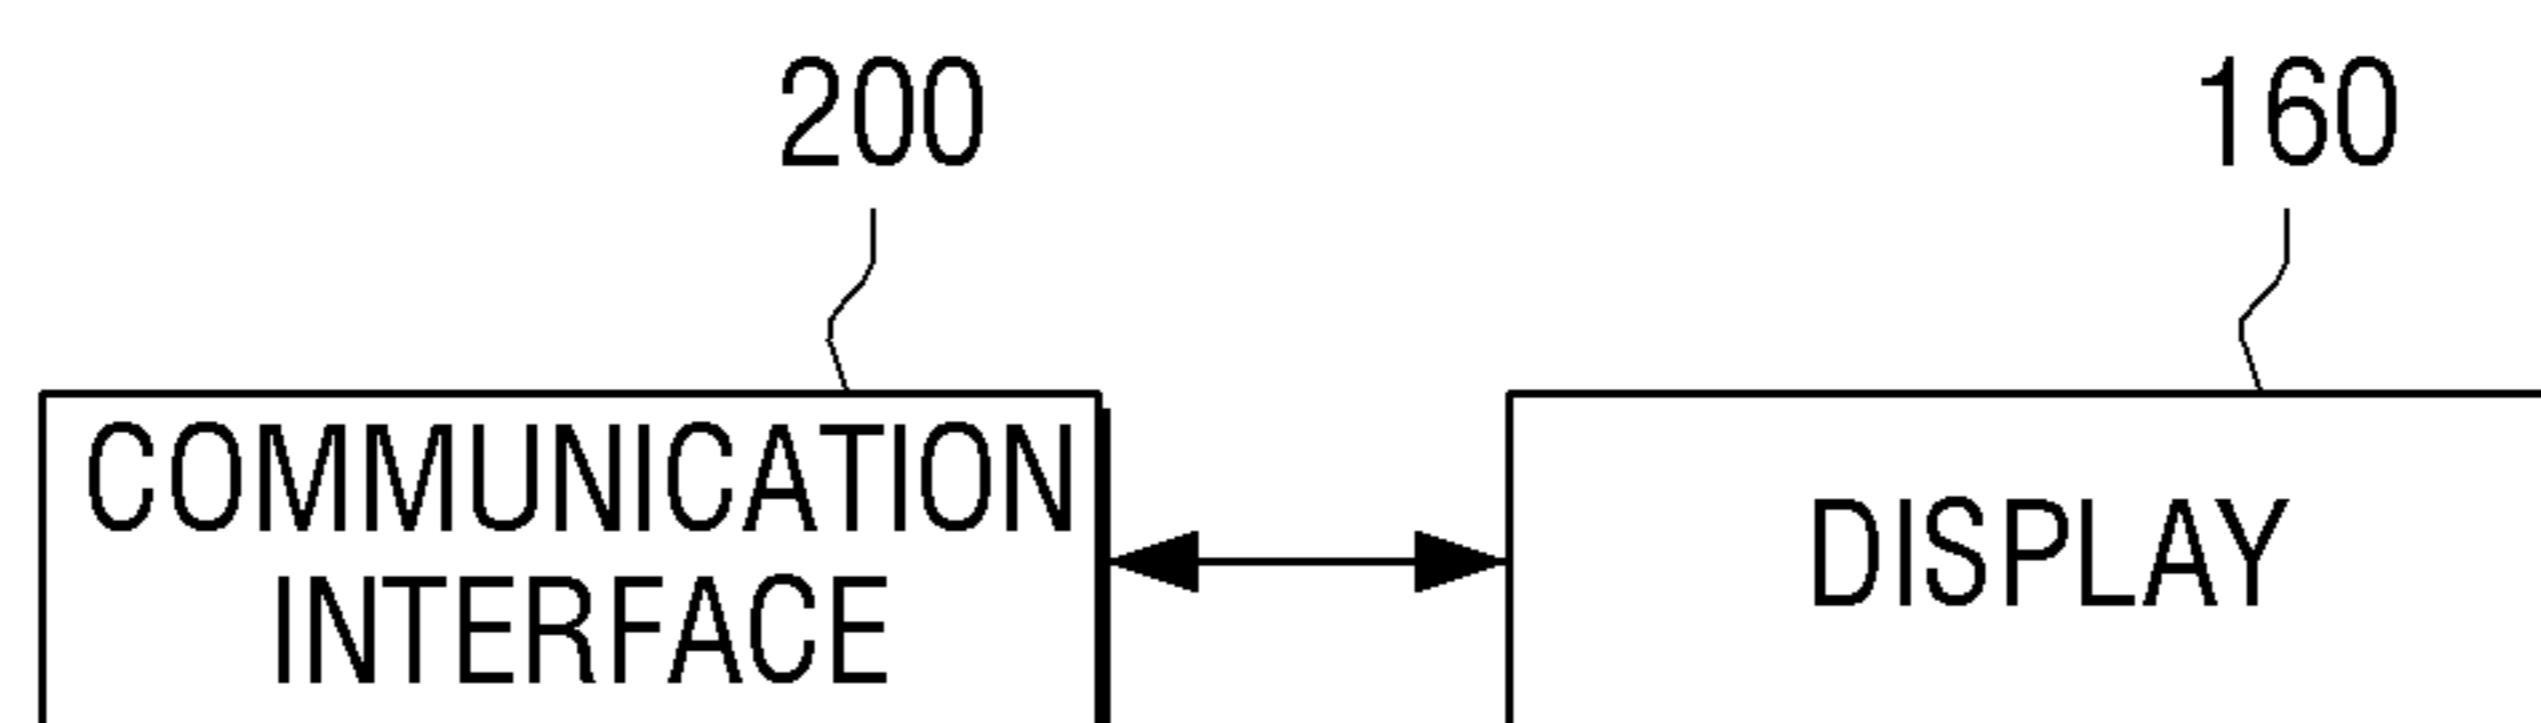 200
160
COMMUNICATION
INTERFACE
DISPLAY